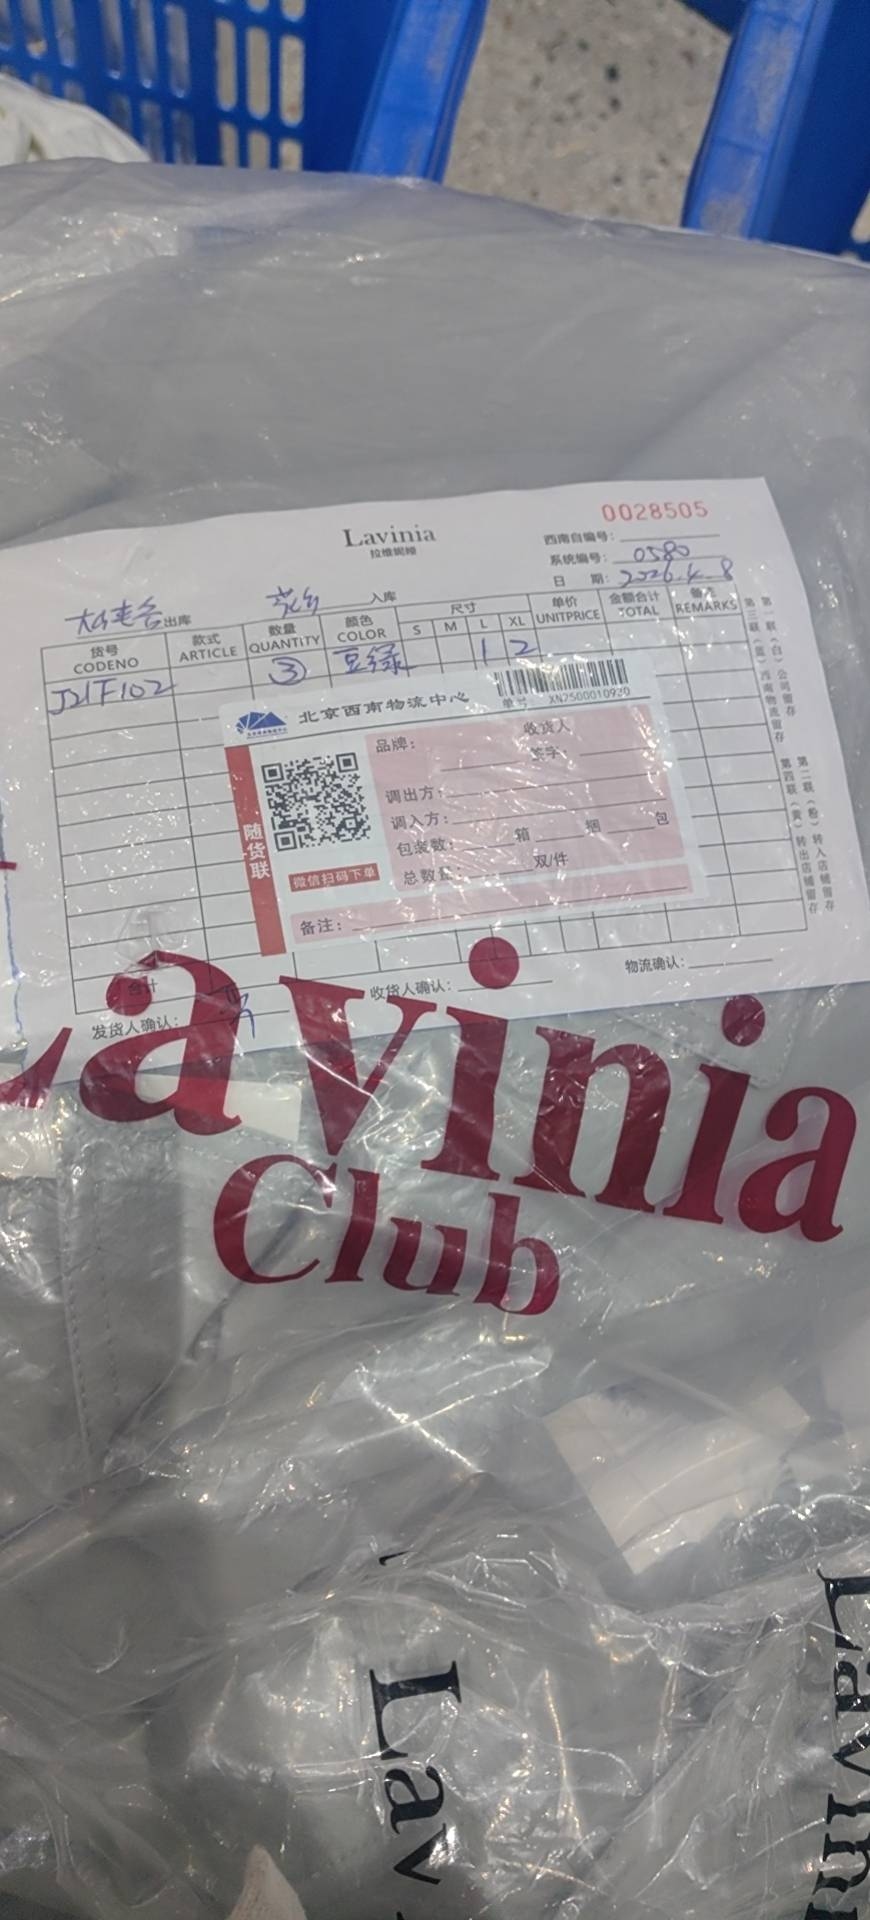 0028505
Lavinia
拉维妮娅
西南自编号:
系统编号: 0580
日 期: 2026.4.8
出库 入库
货号 CODENO
款式 ARTICLE
数量 QUANTITY
颜色 COLOR
尺寸
S M L XL
单价 UNITPRICE
金额合计 TOTAL
备注 REMARKS
J21F102 ③ 豆绿 1 2
北京西南物流中心
单号: XN7500010920
随货联
微信扫码下单
品牌:
收货人
签字:
调出方:
调入方:
包装数: 箱 捆 包
总数量: 双/件
备注:
合计
发货人确认:
收货人确认:
物流确认:
第一联(白)公司留存
第三联(蓝)西南物流留存
第二联(粉)转入店铺留存
第四联(黄)转出店铺留存
Lavinia
Club
Lav
Lavini